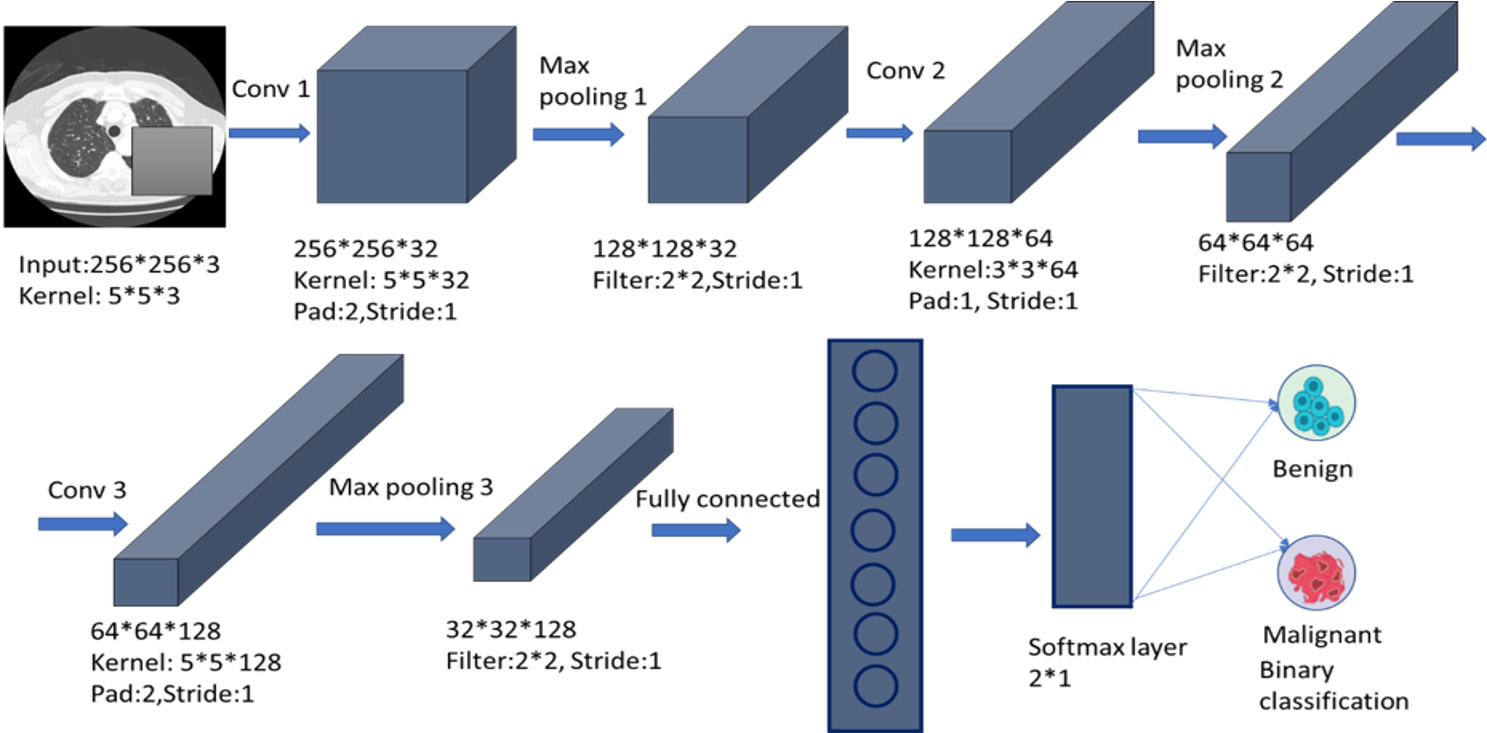 Conv 1
Max
pooling 1
Conv 2
Max
pooling 2
Input:256*256*3
Kernel: 5*5*3
256*256*32
Kernel: 5*5*32
Pad:2,Stride:1
128*128*32
Filter:2*2,Stride:1
128*128*64
Kernel:3*3*64
Pad:1, Stride:1
64*64*64
Filter:2*2, Stride:1
Conv 3
Max pooling 3
Fully connected
64*64*128
Kernel: 5*5*128
Pad:2,Stride:1
32*32*128
Filter:2*2, Stride:1
Softmax layer
2*1
Benign
Malignant
Binary
classification